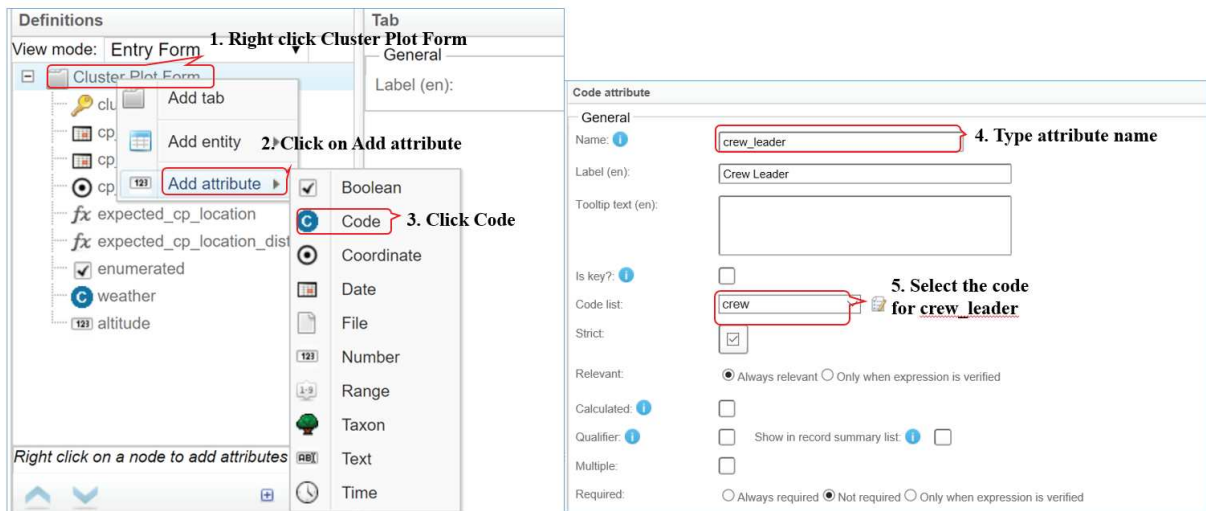 Definitions
Tab
View mode: Entry Form
1. Right click Cluster Plot Form
General
Cluster Plot Form
Label (en):
clu
Add tab
cp_
Add entity
2. Click on Add attribute
cp_
cp_
Add attribute
Boolean
expected_cp_location
Code
3. Click Code
expected_cp_location_dist
Coordinate
enumerated
Date
weather
File
altitude
Number
Range
Taxon
Right click on a node to add attributes
Text
Time
Code attribute
General
Name:
crew_leader
4. Type attribute name
Label (en):
Crew Leader
Tooltip text (en):
Is key?:
5. Select the code
for crew_leader
Code list:
crew
Strict:
Relevant:
Always relevant
Only when expression is verified
Calculated:
Qualifier:
Show in record summary list:
Multiple:
Required:
Always required
Not required
Only when expression is verified